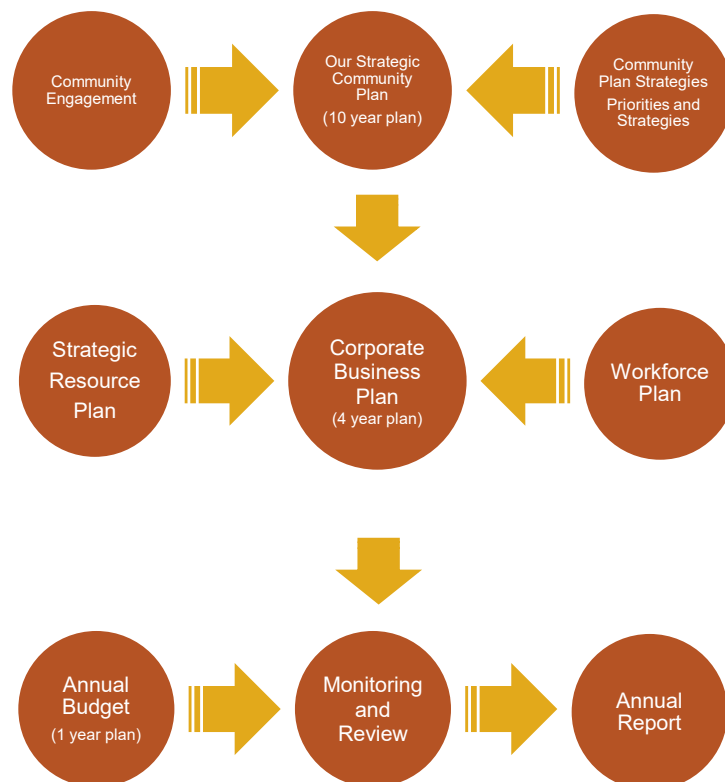 Community
Engagement
Our Strategic
Community
Plan
(10 year plan)
Community
Plan Strategies
Priorities and
Strategies
Strategic
Resource
Plan
Corporate
Business
Plan
(4 year plan)
Workforce
Plan
Annual
Budget
(1 year plan)
Monitoring
and
Review
Annual
Report